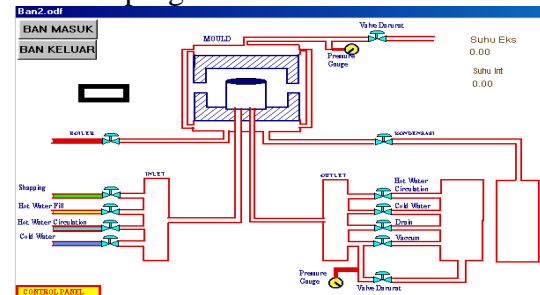 Ban2.odf
BAN MASUK
BAN KELUAR
MOULD
Valve Darurat
Pressure
Gauge
Suhu Eks
0.00
Suhu Int
0.00
BOILER
KONDENSASI
INLET
OUTLET
Shapping
Hot Water Fill
Hot Water Circulation
Cold Water
Hot Water
Circulation
Cold Water
Drain
Vaccum
Pressure
Gauge
Valve Darurat
CONTROL PANEL